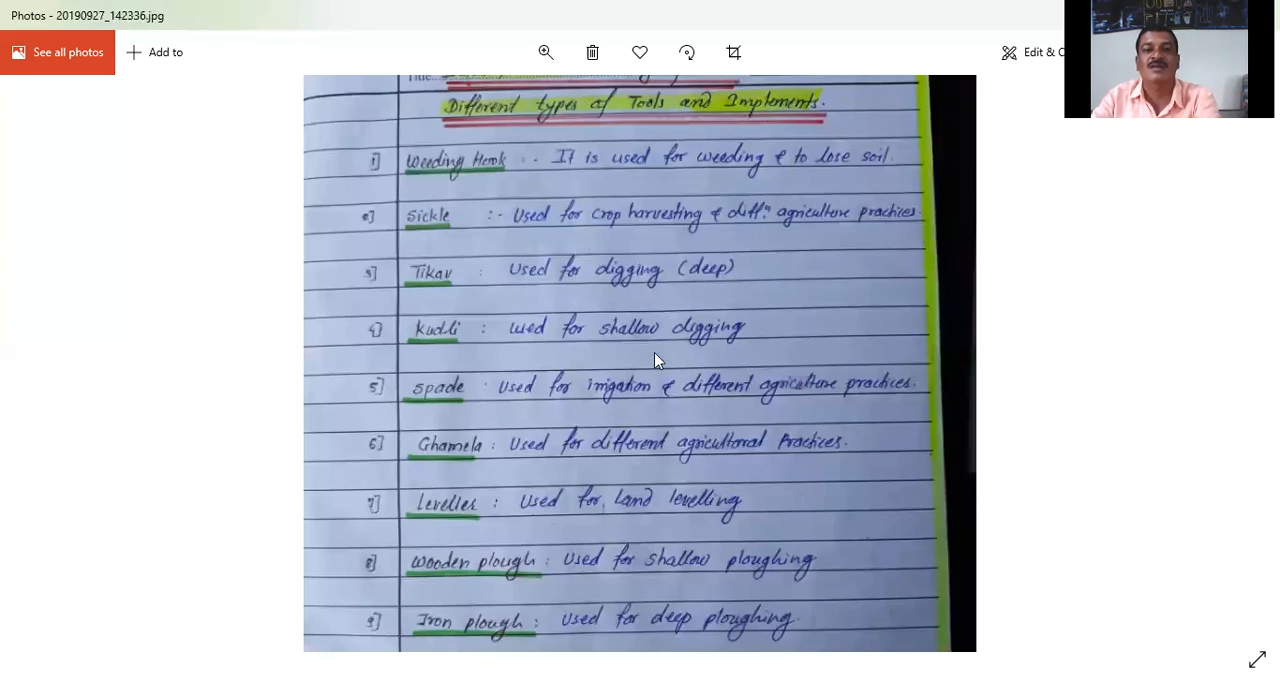 Photos - 20190927_142336.jpg
See all photos
Add to
Edit & C
Title
Different types of Tools and Implements.
1] Weeding Hook :- It is used for weeding & to lose soil.
2] Sickle :- Used for crop harvesting & diff.n agriculture practices.
3] Tikav : Used for digging (deep)
4] Kudli : used for shallow digging
5] Spade : Used for irrigation & different agriculture practices.
6] Ghamela : Used for different agricultural Practices.
7] Leveller : Used for Land levelling
8] Wooden plough : Used for shallow ploughing
9] Iron plough : Used for deep ploughing.